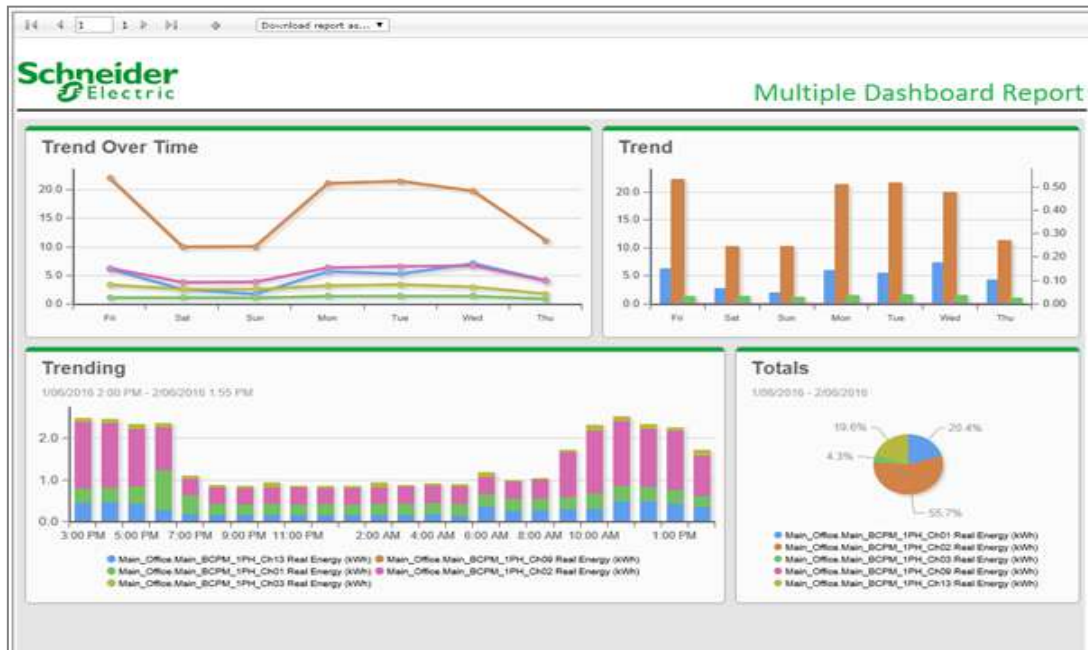 1 1 Download report as...
Schneider
Electric
Multiple Dashboard Report
Trend Over Time
20.0
15.0
10.0
5.0
0.0
Fri Sat Sun Mon Tue Wed Thu
Trend
20.0
15.0
10.0
5.0
0.0
0.50
0.40
0.30
0.20
0.10
0.00
Fri Sat Sun Mon Tue Wed Thu
Trending
1/06/2016 2:00 PM - 2/06/2016 1:55 PM
2.0
1.0
0.0
3:00 PM 5:00 PM 7:00 PM 9:00 PM 11:00 PM 2:00 AM 4:00 AM 6:00 AM 8:00 AM 10:00 AM 1:00 PM
Main_Office.Main_BCPM_1PH_Ch13 Real Energy (kWh) Main_Office.Main_BCPM_1PH_Ch09 Real Energy (kWh)
Main_Office.Main_BCPM_1PH_Ch01 Real Energy (kWh) Main_Office.Main_BCPM_1PH_Ch02 Real Energy (kWh)
Main_Office.Main_BCPM_1PH_Ch03 Real Energy (kWh)
Totals
1/06/2016 - 2/06/2016
19.6% 20.4%
4.3%
55.7%
Main_Office.Main_BCPM_1PH_Ch01 Real Energy (kWh)
Main_Office.Main_BCPM_1PH_Ch02 Real Energy (kWh)
Main_Office.Main_BCPM_1PH_Ch03 Real Energy (kWh)
Main_Office.Main_BCPM_1PH_Ch09 Real Energy (kWh)
Main_Office.Main_BCPM_1PH_Ch13 Real Energy (kWh)